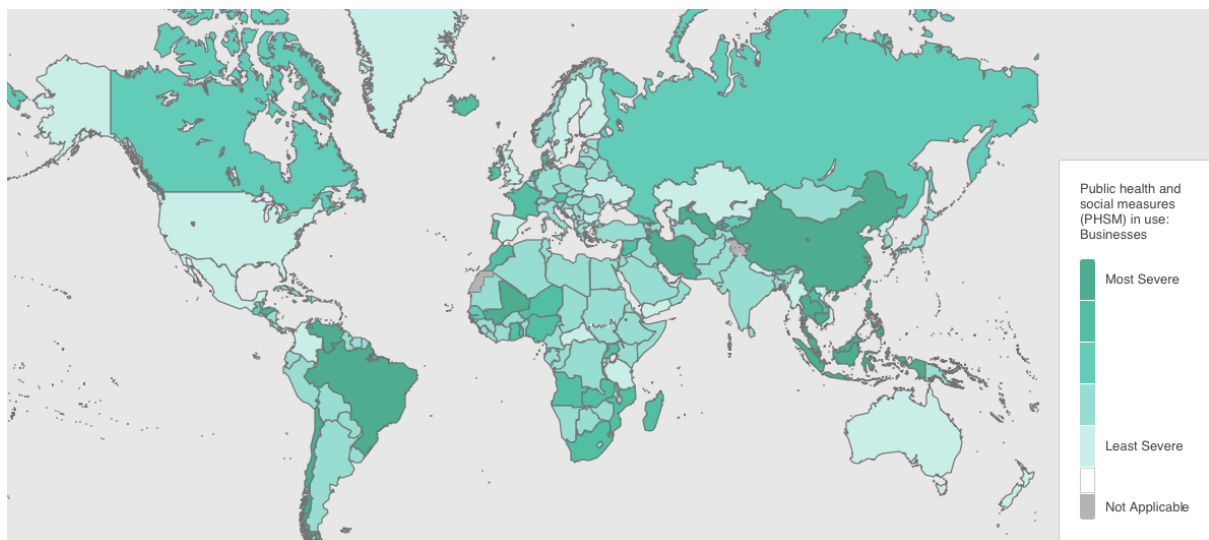 Public health and
social measures
(PHSM) in use:
Businesses
Most Severe
Least Severe
Not Applicable